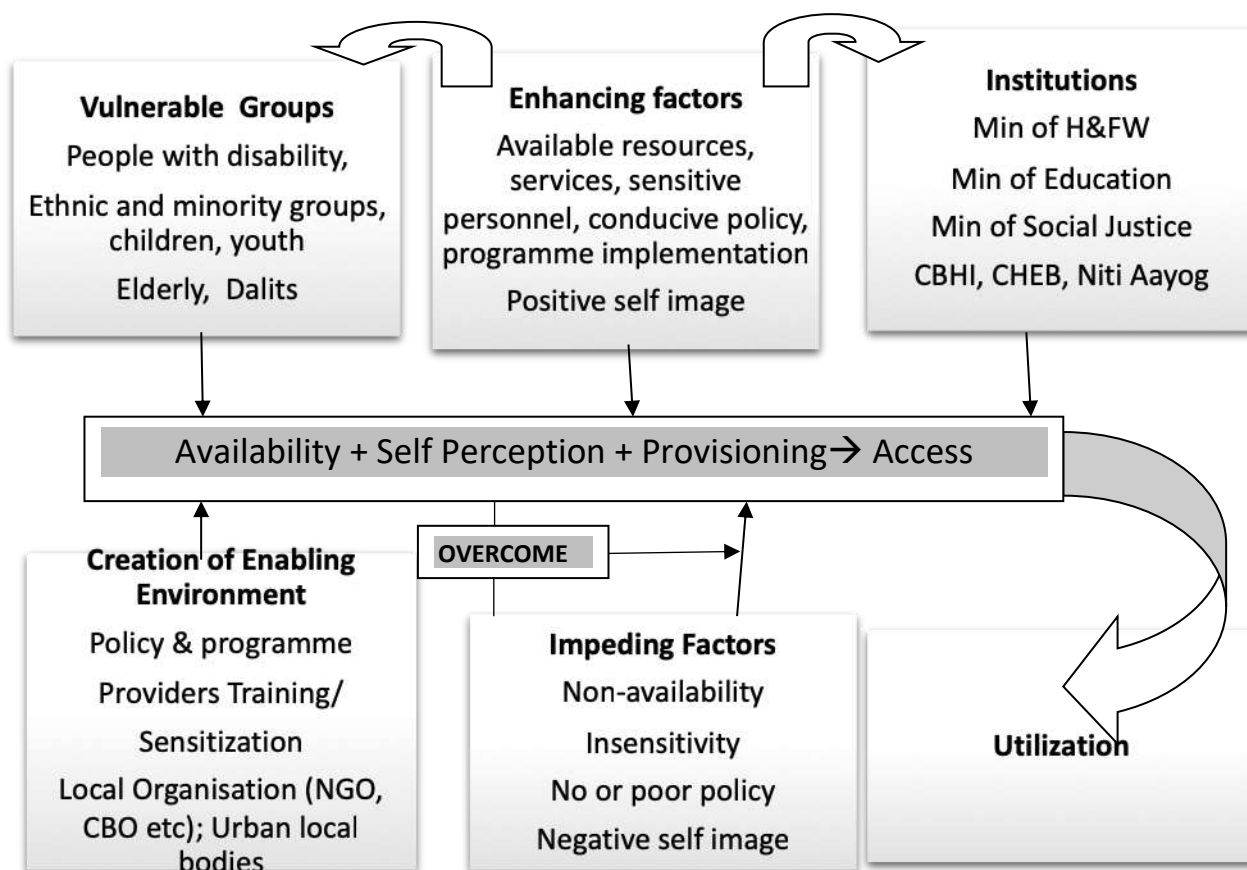 Vulnerable Groups
People with disability,
Ethnic and minority groups,
children, youth
Elderly, Dalits
Enhancing factors
Available resources,
services, sensitive
personnel, conducive policy,
programme implementation
Positive self image
Institutions
Min of H&FW
Min of Education
Min of Social Justice
CBHI, CHEB, Niti Aayog
Availability + Self Perception + Provisioning→ Access
OVERCOME
Creation of Enabling
Environment
Policy & programme
Providers Training/
Sensitization
Local Organisation (NGO,
CBO etc); Urban local
bodies
Impeding Factors
Non-availability
Insensitivity
No or poor policy
Negative self image
Utilization